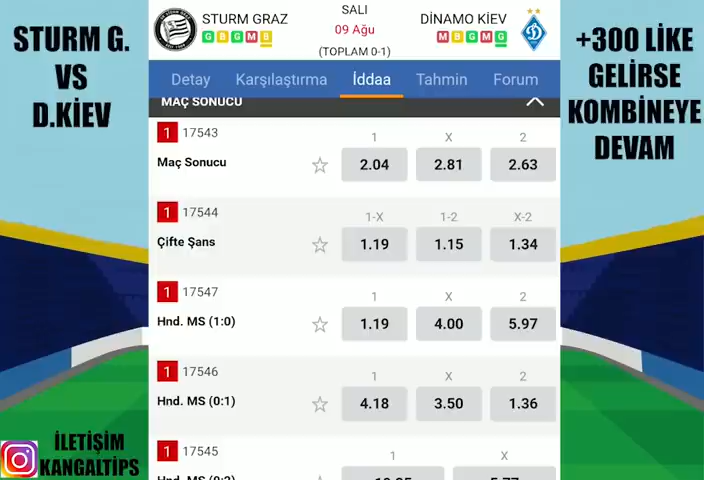 STURM G.
VS
D.KİEV
STURM GRAZ
G B G M B
SALI
09 Ağu
(TOPLAM 0-1)
DİNAMO KİEV
M B G M G
+300 LİKE
GELİRSE
KOMBİNEYE
DEVAM
Detay Karşılaştırma İddaa Tahmin Forum
MAÇ SONUCU
1 17543 1 X 2
Maç Sonucu 2.04 2.81 2.63
1 17544 1-X 1-2 X-2
Çifte Şans 1.19 1.15 1.34
1 17547 1 X 2
Hnd. MS (1:0) 1.19 4.00 5.97
1 17546 1 X 2
Hnd. MS (0:1) 4.18 3.50 1.36
1 17545 1 X
Hnd. MS
İLETİŞİM
KANGALTIPS